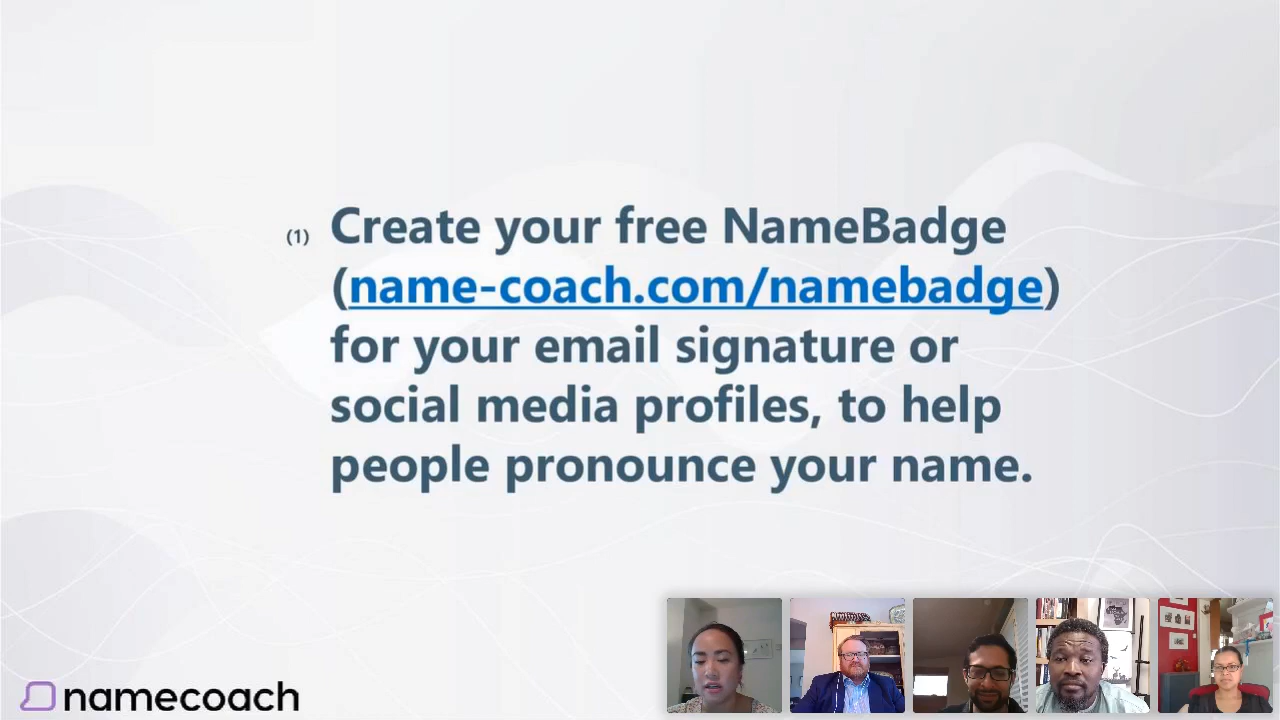 (1) Create your free NameBadge
(name-coach.com/namebadge)
for your email signature or
social media profiles, to help
people pronounce your name.
namecoach